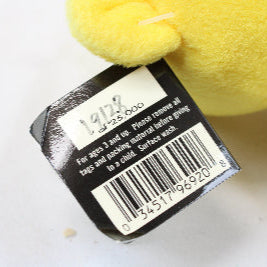 19128
of 25,000
For ages 3 and up. Please remove all
tags and packing material before giving
to a child. Surface wash.
0 34517 96920 8